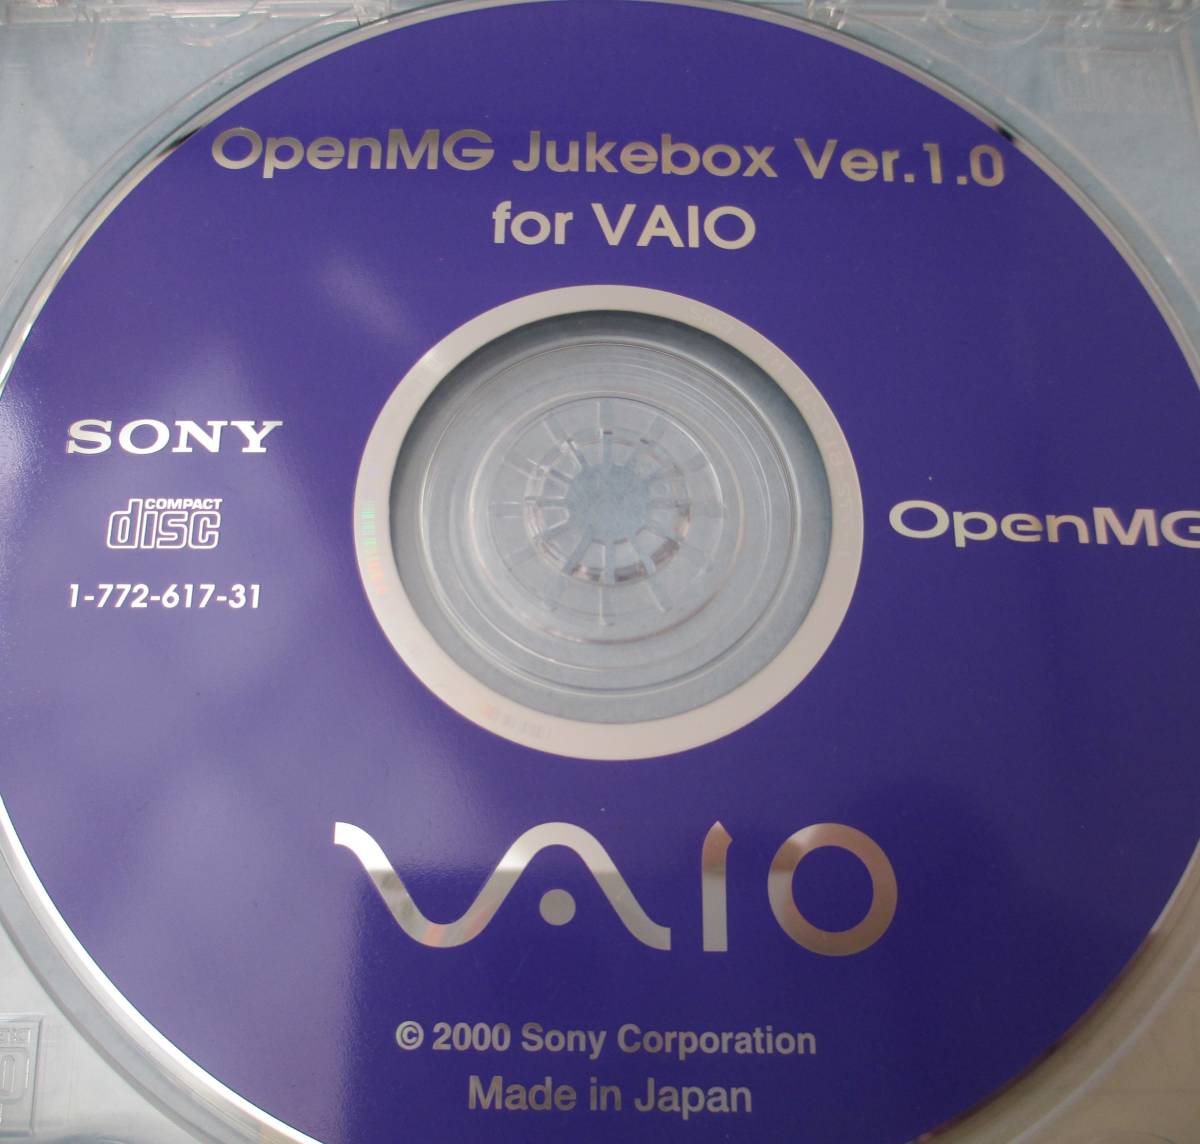 OpenMG Jukebox Ver.1.0
for VAIO
SONY
COMPACT
disc
1-772-617-31
OpenMG
VAIO
© 2000 Sony Corporation
Made in Japan